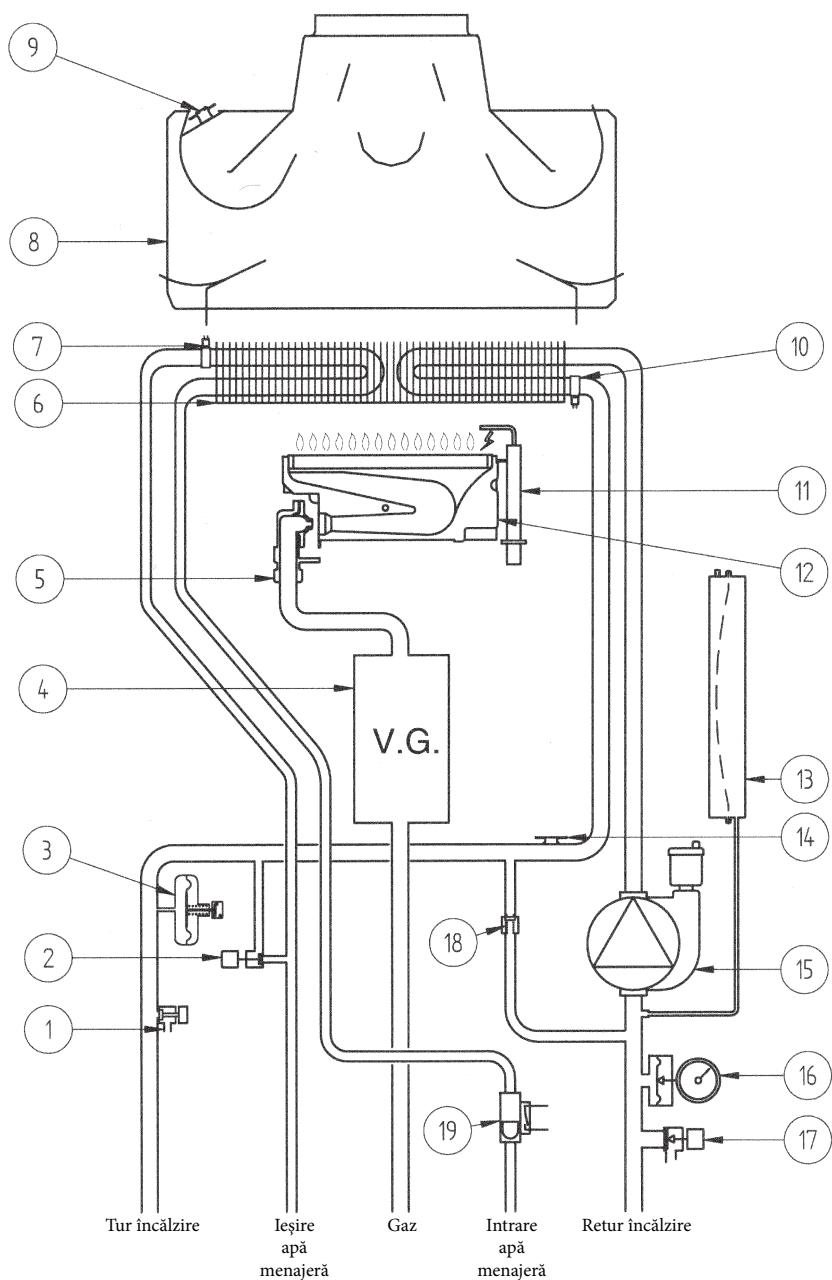 9
8
7
10
6
11
5
12
4
V.G.
13
14
3
18
2
15
1
16
19
17
Tur încălzire
Ieșire
apă
menajeră
Gaz
Intrare
apă
menajeră
Retur încălzire